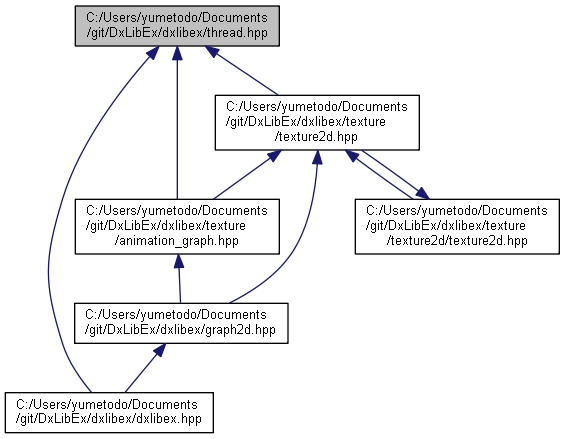 C:/Users/yumetodo/Documents
/git/DxLibEx/dxlibex/thread.hpp
C:/Users/yumetodo/Documents
/git/DxLibEx/dxlibex/texture
/texture2d.hpp
C:/Users/yumetodo/Documents
/git/DxLibEx/dxlibex/texture
/animation_graph.hpp
C:/Users/yumetodo/Documents
/git/DxLibEx/dxlibex/texture
/texture2d/texture2d.hpp
C:/Users/yumetodo/Documents
/git/DxLibEx/dxlibex/graph2d.hpp
C:/Users/yumetodo/Documents
/git/DxLibEx/dxlibex/dxlibex.hpp